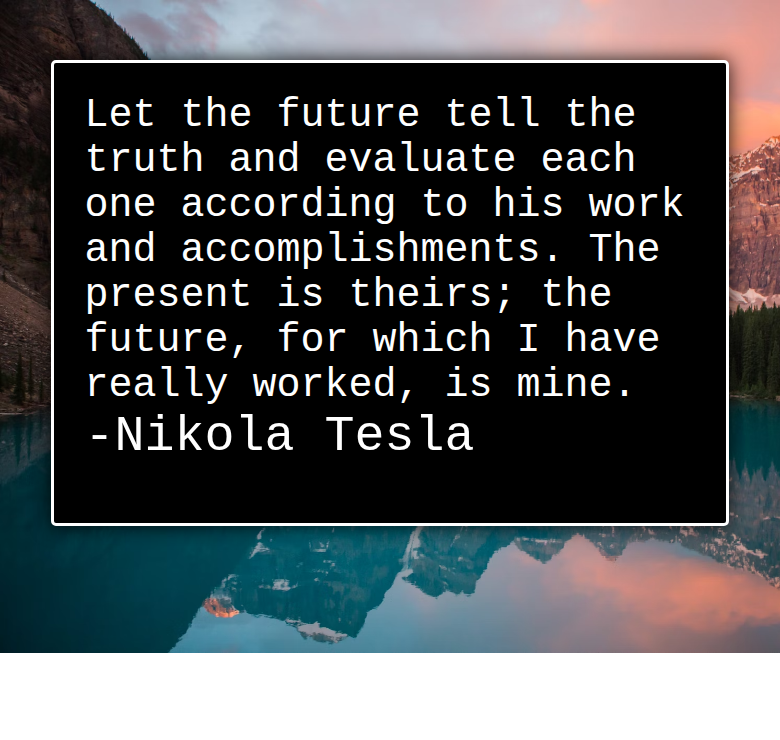 Let the future tell the
truth and evaluate each
one according to his work
and accomplishments. The
present is theirs; the
future, for which I have
really worked, is mine.
-Nikola Tesla